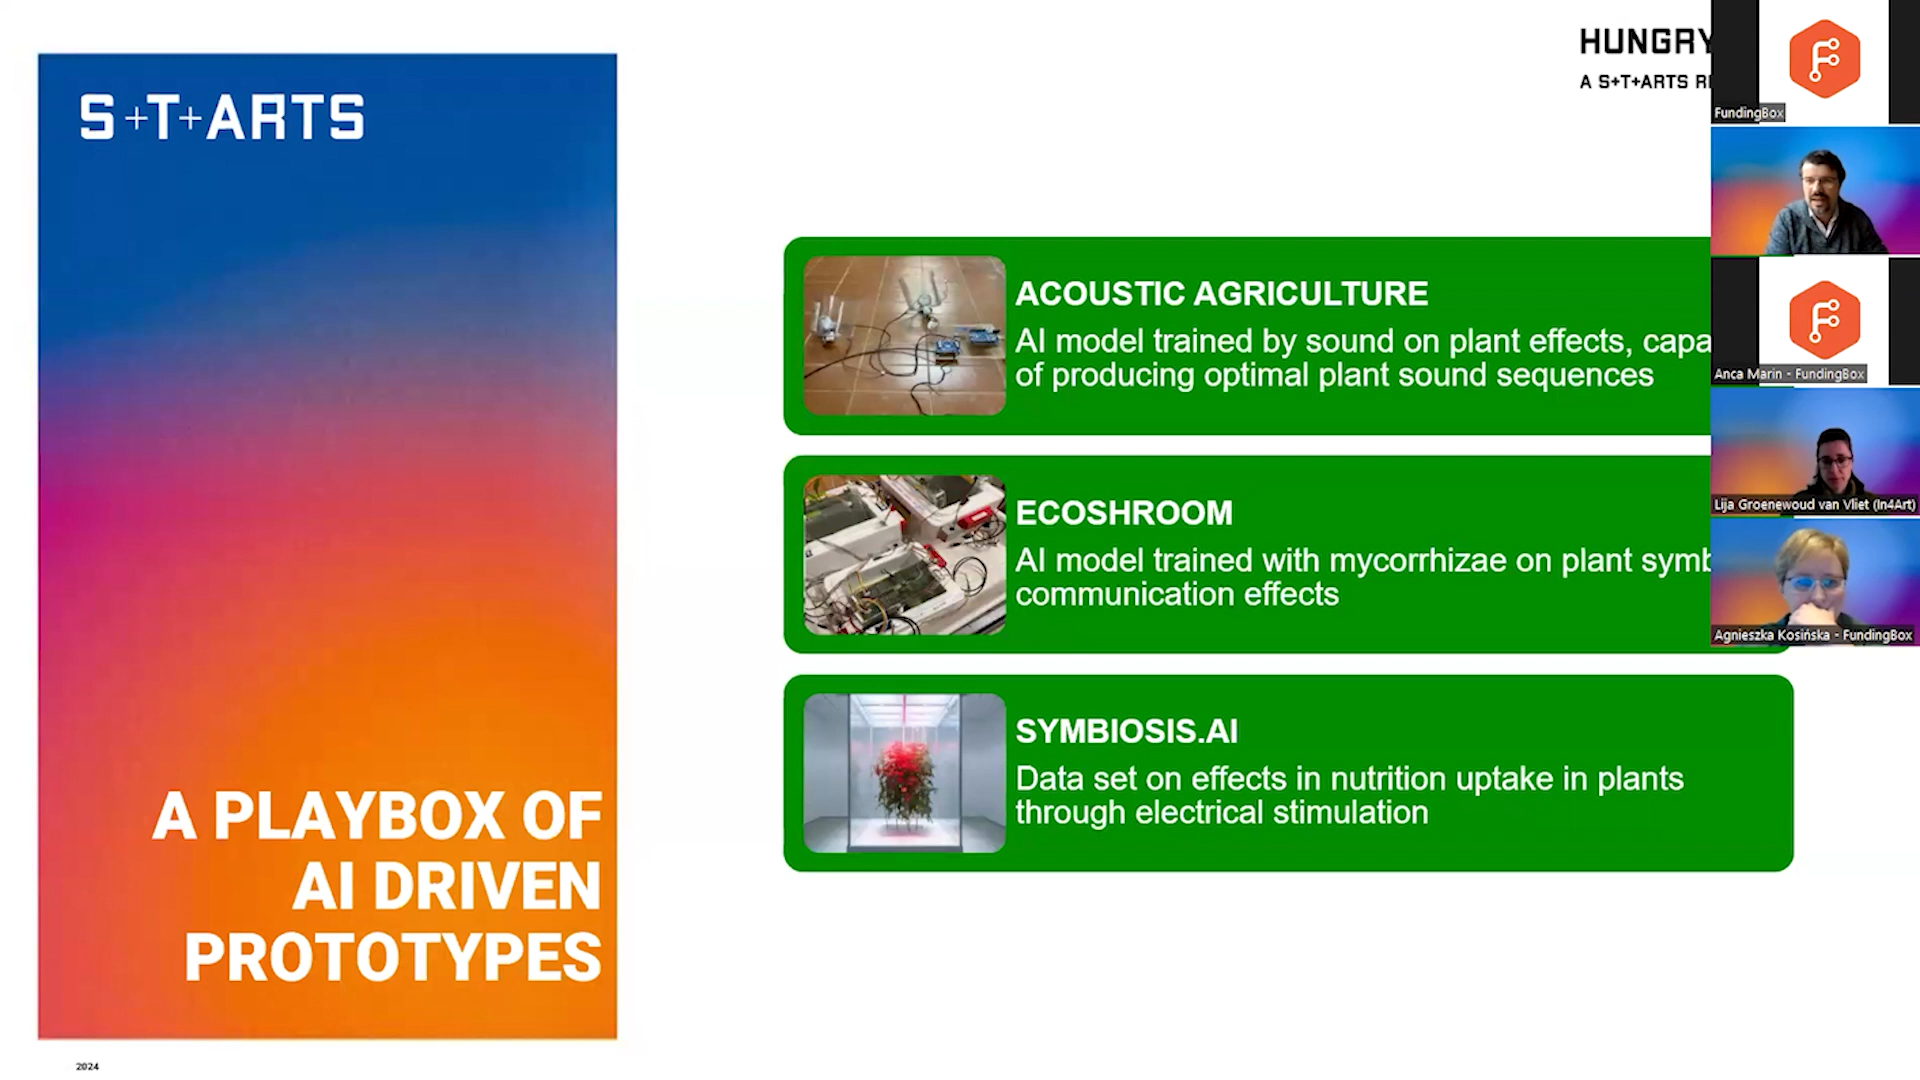 S+T+ARTS
A PLAYBOX OF
AI DRIVEN
PROTOTYPES
2024
HUNGRY
A S+T+ARTS
ACOUSTIC AGRICULTURE
AI model trained by sound on plant effects, capa
of producing optimal plant sound sequences
ECOSHROOM
AI model trained with mycorrhizae on plant symb
communication effects
SYMBIOSIS.AI
Data set on effects in nutrition uptake in plants
through electrical stimulation
FundingBox
Anca Marin - FundingBox
Lija Groenewoud van Vliet (In4Art)
Agnieszka Kosińska - FundingBox